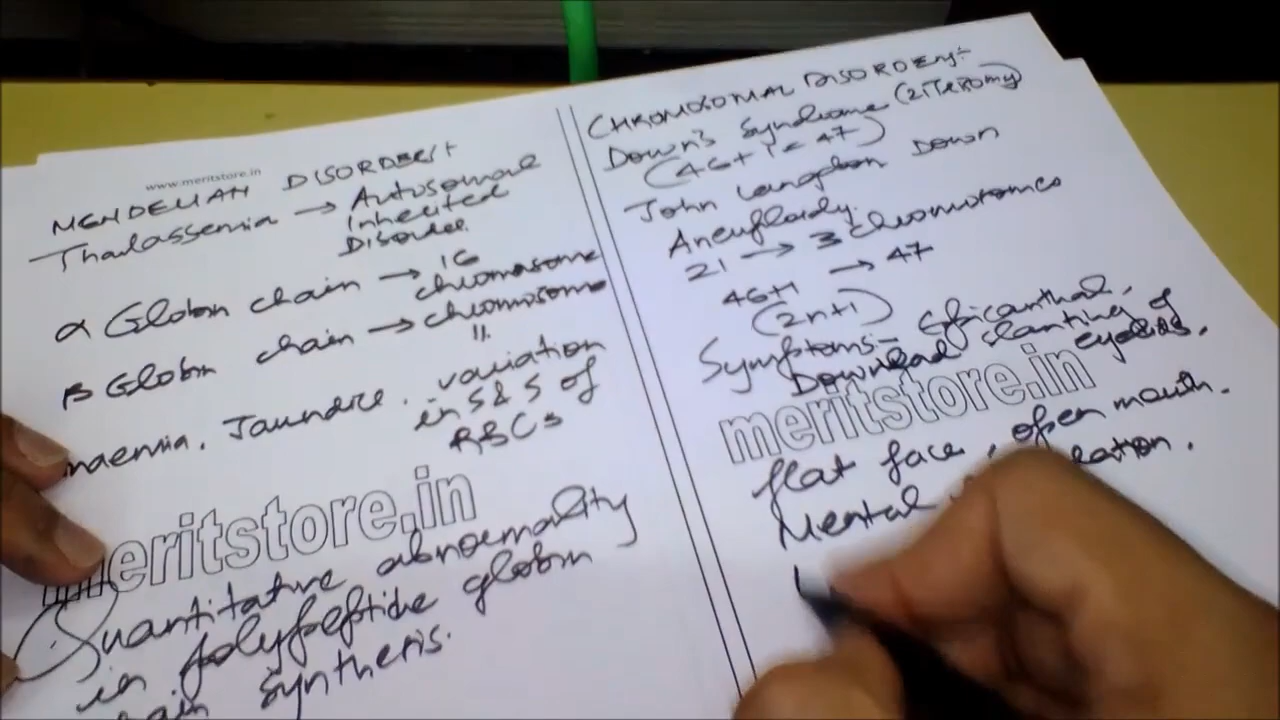 www.meritstore.in
MENDELIAN DISORDERS:
Thalassemia → Autosomal
Inherited
Disorder.
α Globin chain → 16
chromosome
β Globin chain → chromosome
11.
naemia, Jaundice, variation
in S & S of
RBCs
meritstore.in
Quantitative abnormality
in polypeptide globin
hain synthesis.
CHROMOSOMAL DISORDERS:
Down's Syndrome (21 Trisomy)
(46+1=47)
John Langdon Down
Aneuploidy.
21 → 3 chromosomes
46+1 → 47
(2n+1)
Symptoms- Epicanthal,
Downward slanting of
eyelids.
meritstore.in
flat face, open mouth.
Mental